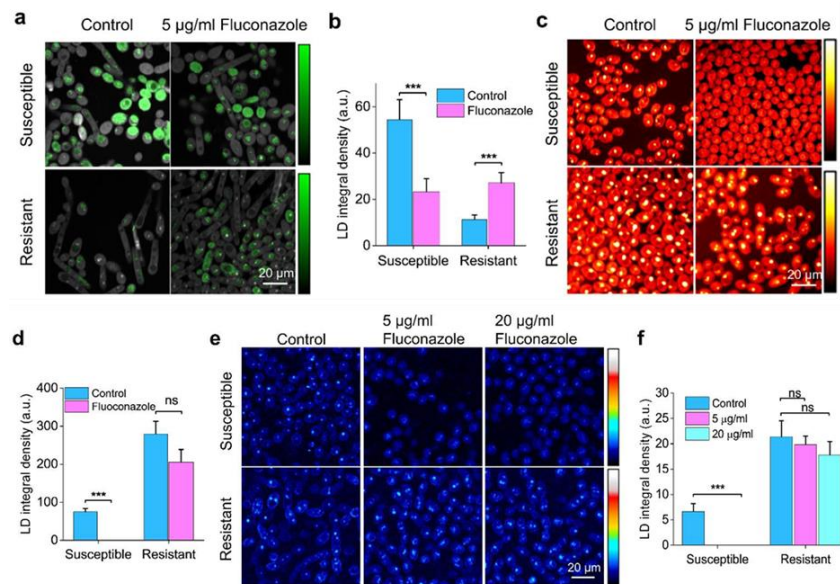 a
Control
5 μg/ml Fluconazole
Susceptible
Resistant
20 μm
b
LD integral density (a.u.)
60
40
20
0
***
***
Control
Fluconazole
Susceptible
Resistant
c
Control
5 μg/ml Fluconazole
Susceptible
Resistant
20 μm
d
LD integral density (a.u.)
400
300
200
100
0
Control
Fluoconazole
***
ns
Susceptible
Resistant
e
Control
5 μg/ml
Fluconazole
20 μg/ml
Fluconazole
Susceptible
Resistant
20 μm
f
LD integral density (a.u.)
30
25
20
15
10
5
0
Control
5 μg/ml
20 μg/ml
***
ns
ns
Susceptible
Resistant